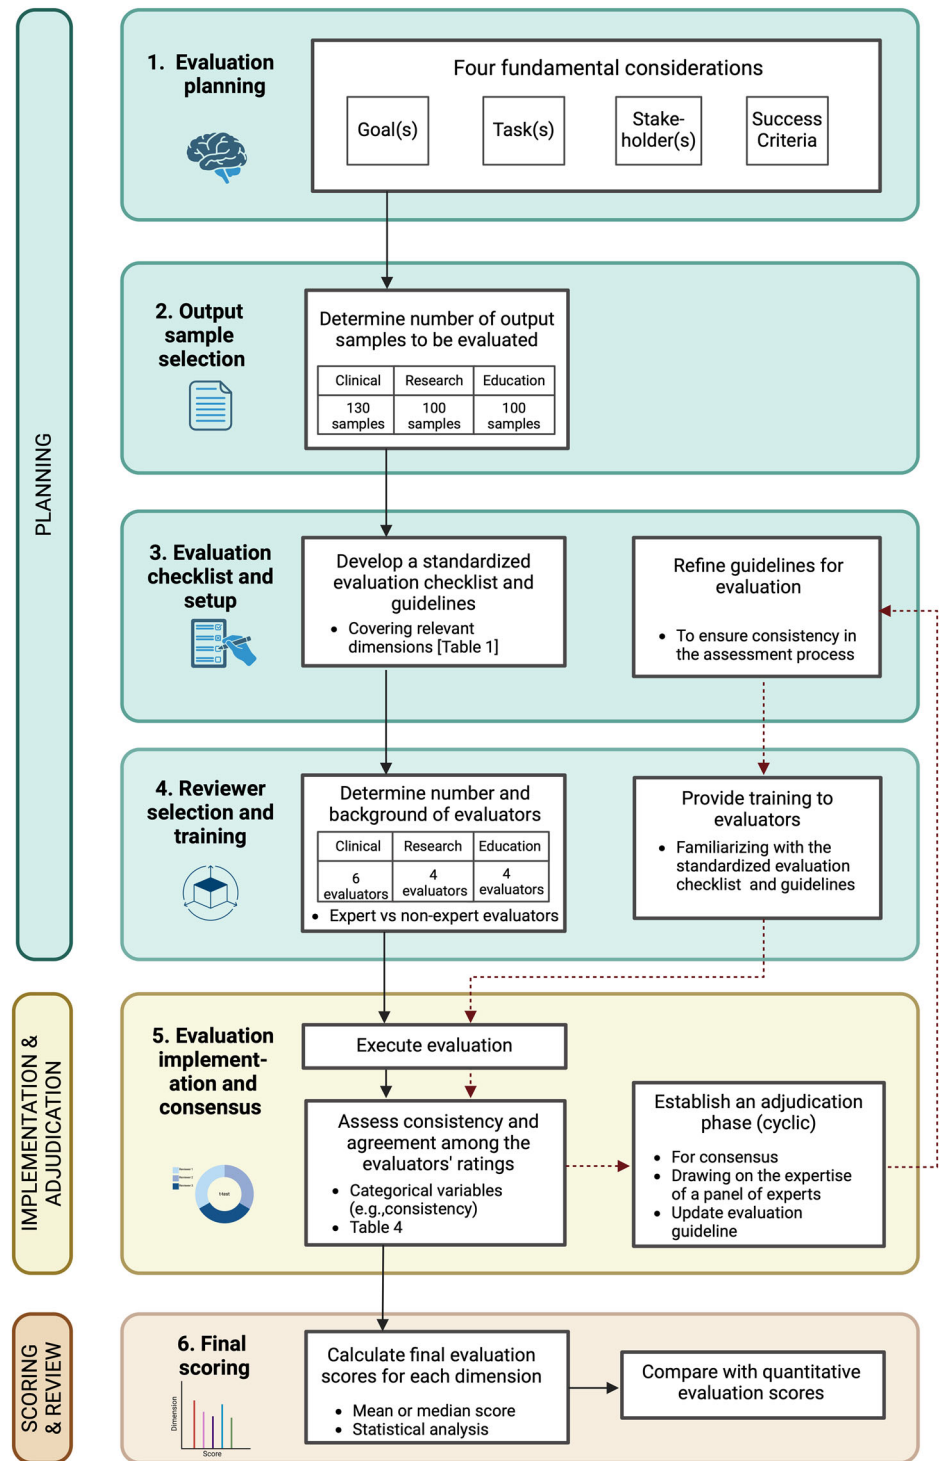 PLANNING
1. Evaluation
planning
Four fundamental considerations
Goal(s)
Task(s)
Stake-
holder(s)
Success
Criteria
2. Output
sample
selection
Determine number of output
samples to be evaluated
Clinical Research Education
130
samples
100
samples
100
samples
3. Evaluation
checklist and
setup
Develop a standardized
evaluation checklist and
guidelines
• Covering relevant
dimensions [Table 1]
Refine guidelines for
evaluation
• To ensure consistency in
the assessment process
4. Reviewer
selection and
training
Determine number and
background of evaluators
Clinical Research Education
6
evaluators
4
evaluators
4
evaluators
• Expert vs non-expert evaluators
Provide training to
evaluators
• Familiarizing with the
standardized evaluation
checklist and guidelines
IMPLEMENTATION &
ADJUDICATION
5. Evaluation
implement-
ation and
consensus
Execute evaluation
Assess consistency and
agreement among the
evaluators' ratings
• Categorical variables
(e.g.,consistency)
• Table 4
Establish an adjudication
phase (cyclic)
• For consensus
• Drawing on the expertise
of a panel of experts
• Update evaluation
guideline
Reviewer 1
Reviewer 2
Reviewer 3
t-test
SCORING
& REVIEW
6. Final
scoring
Dimension
Score
Calculate final evaluation
scores for each dimension
• Mean or median score
• Statistical analysis
Compare with quantitative
evaluation scores